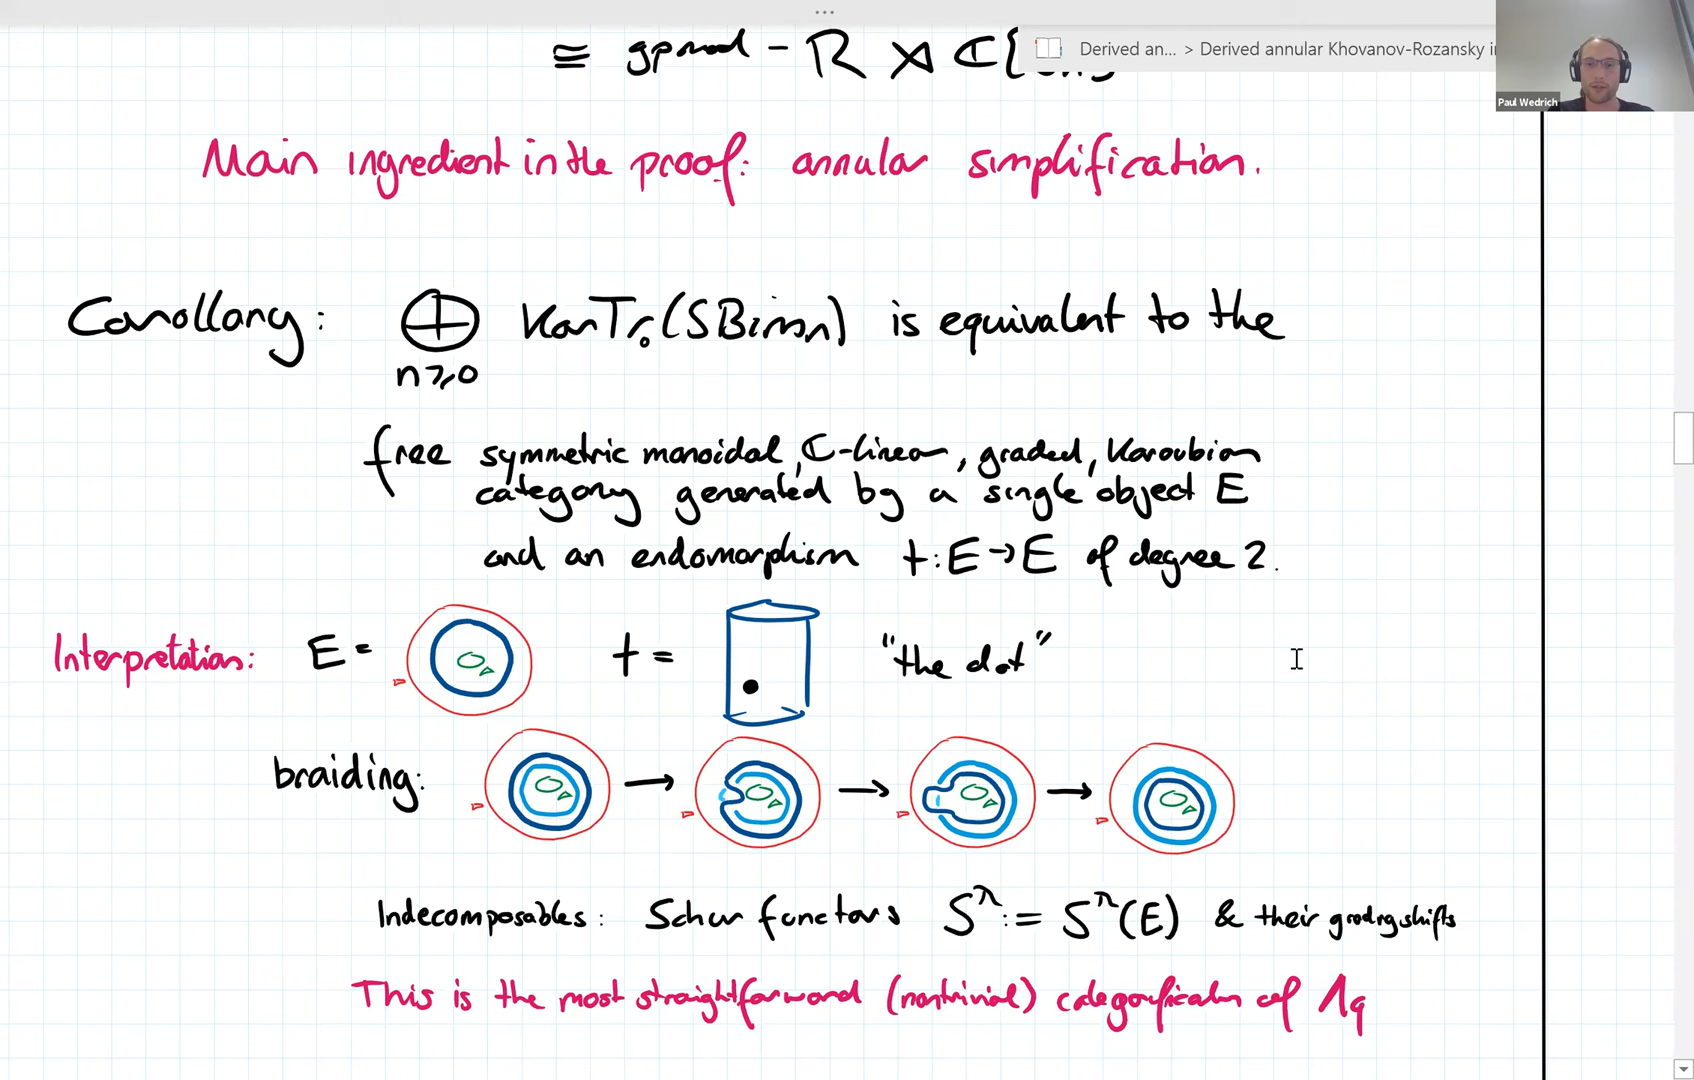 Derived an... > Derived annular Khovanov-Rozansky in
Paul Wedrich
≅ gpmod - R ⋊ ℂ[
Main ingredient in the proof: annular simplification.
Corollary: ⊕ KarTr₀(SBimₙ) is equivalent to the
n≥0
free symmetric monoidal, ℂ-linear, graded, Karoubian
category generated by a single object E
and an endomorphism t: E → E of degree 2.
Interpretation: E = t = "the dot"
braiding: → → →
Indecomposables: Schur functors S^λ := S^λ(E) & their grading shifts
This is the most straightforward (nontrivial) categorification of Λq